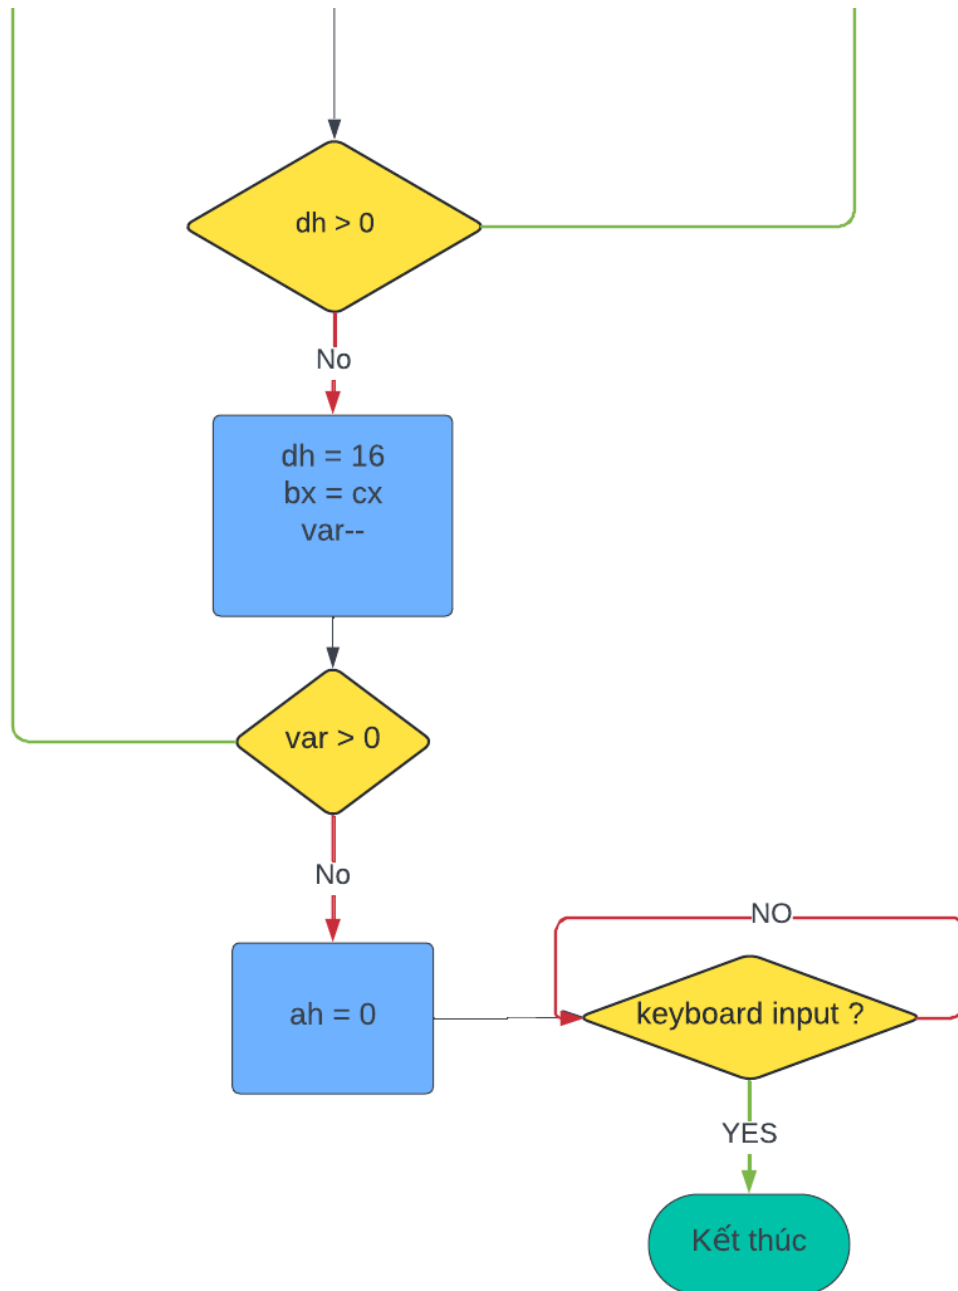 dh > 0
No
dh = 16
bx = cx
var--
var > 0
No
NO
ah = 0
keyboard input ?
YES
Kết thúc